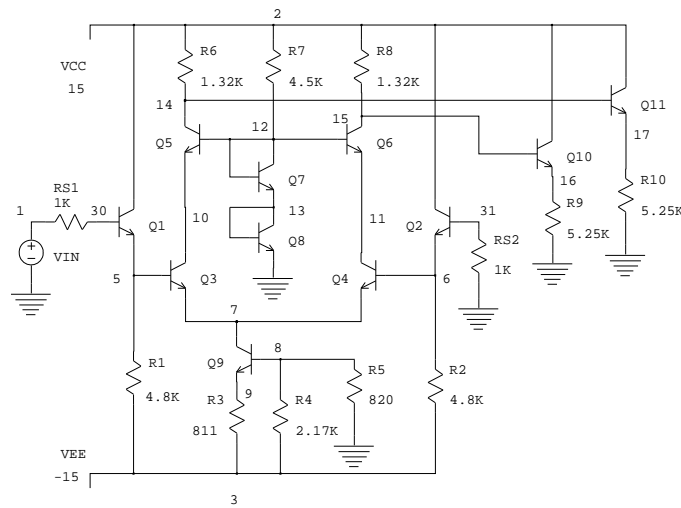 2
R6
R7
R8
VCC
15
1.32K
4.5K
1.32K
14
Q11
12
15
17
Q5
Q6
Q10
Q7
16
RS1
1K
R10
1
30
10
13
11
31
R9
5.25K
Q1
Q2
RS2
5.25K
VIN
Q8
1K
5
Q3
Q4
6
7
8
Q9
R1
R5
R2
4.8K
R3
9
R4
820
4.8K
811
2.17K
VEE
-15
3